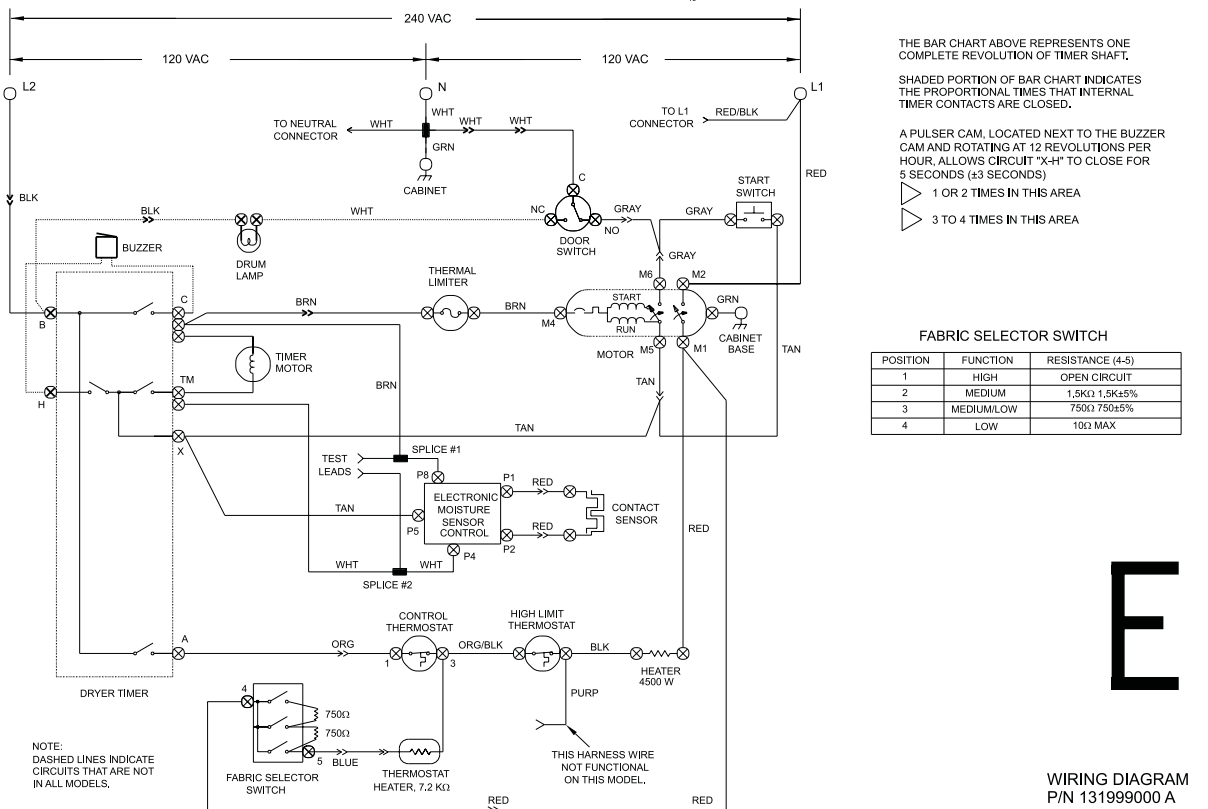 240 VAC
120 VAC
120 VAC
L2
N
L1
WHT
TO NEUTRAL
CONNECTOR
WHT
WHT
WHT
GRN
CABINET
TO L1
CONNECTOR
RED/BLK
BLK
RED
BLK
WHT
DRUM
LAMP
BUZZER
C
NC
NO
DOOR
SWITCH
GRAY
GRAY
START
SWITCH
GRAY
THERMAL
LIMITER
BRN
BRN
M6
M2
START
RUN
M4
MOTOR
M5
M1
GRN
CABINET
BASE
TAN
TAN
B
C
TIMER
MOTOR
TM
H
BRN
X
TAN
SPLICE #1
TEST
LEADS
P8
P1
RED
ELECTRONIC
MOISTURE
SENSOR
CONTROL
CONTACT
SENSOR
TAN
P5
P2
RED
RED
P4
WHT
WHT
SPLICE #2
A
ORG
CONTROL
THERMOSTAT
1
3
ORG/BLK
HIGH LIMIT
THERMOSTAT
BLK
HEATER
4500 W
PURP
DRYER TIMER
4
750Ω
750Ω
5
BLUE
FABRIC SELECTOR
SWITCH
THERMOSTAT
HEATER, 7.2 KΩ
THIS HARNESS WIRE
NOT FUNCTIONAL
ON THIS MODEL.
NOTE:
DASHED LINES INDICATE
CIRCUITS THAT ARE NOT
IN ALL MODELS.
RED
RED
THE BAR CHART ABOVE REPRESENTS ONE
COMPLETE REVOLUTION OF TIMER SHAFT.
SHADED PORTION OF BAR CHART INDICATES
THE PROPORTIONAL TIMES THAT INTERNAL
TIMER CONTACTS ARE CLOSED.
A PULSER CAM, LOCATED NEXT TO THE BUZZER
CAM AND ROTATING AT 12 REVOLUTIONS PER
HOUR, ALLOWS CIRCUIT "X-H" TO CLOSE FOR
5 SECONDS (±3 SECONDS)
1 OR 2 TIMES IN THIS AREA
3 TO 4 TIMES IN THIS AREA
FABRIC SELECTOR SWITCH
POSITION FUNCTION RESISTANCE (4-5)
1 HIGH OPEN CIRCUIT
2 MEDIUM 1,5KΩ 1,5K±5%
3 MEDIUM/LOW 750Ω 750±5%
4 LOW 10Ω MAX
E
WIRING DIAGRAM
P/N 131999000 A